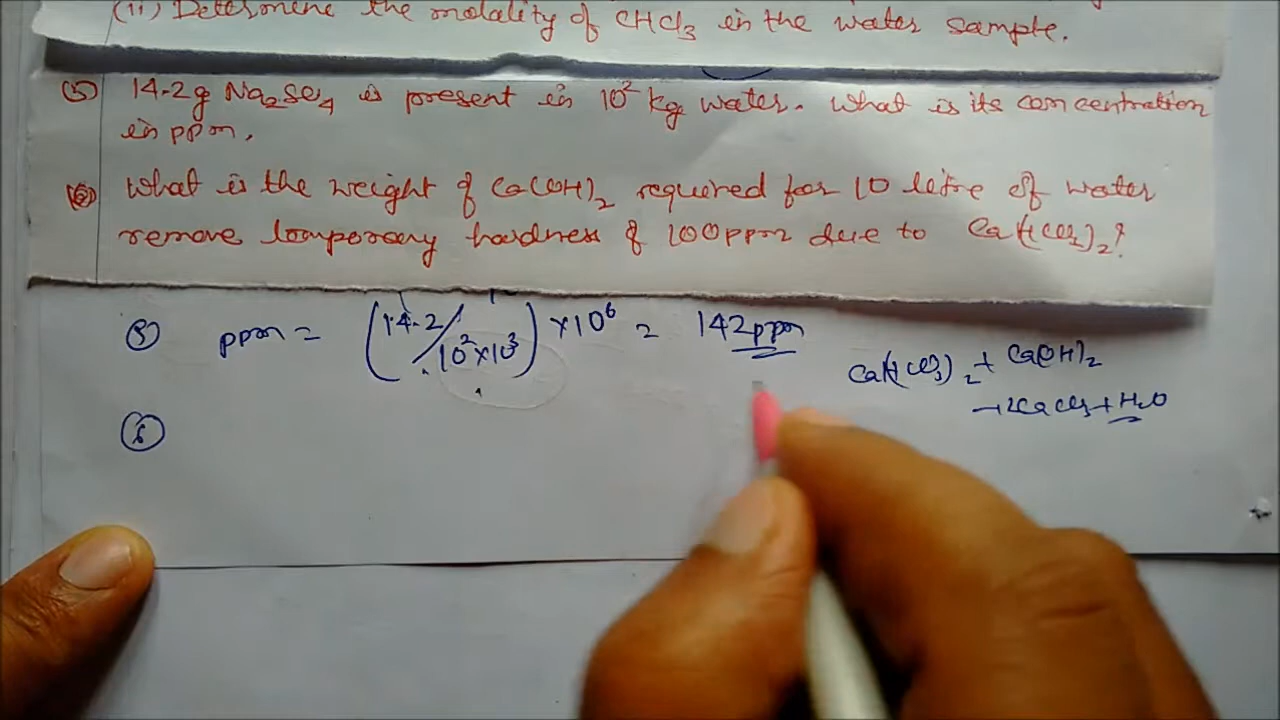 (ii) Determine the molality of CHCl3 in the water sample.
(5) 14.2g Na2SO4 is present in 10² kg water. What is its concentration
in ppm.
(6) What is the weight of Ca(OH)2 required for 10 litre of water
remove temporary hardness of 100ppm due to Ca(HCO3)2?
(5) ppm = (14.2/10²×10³) ×10⁶ = 142ppm
Ca(HCO3)2 + Ca(OH)2
→ 2CaCO3 + H2O
(6)